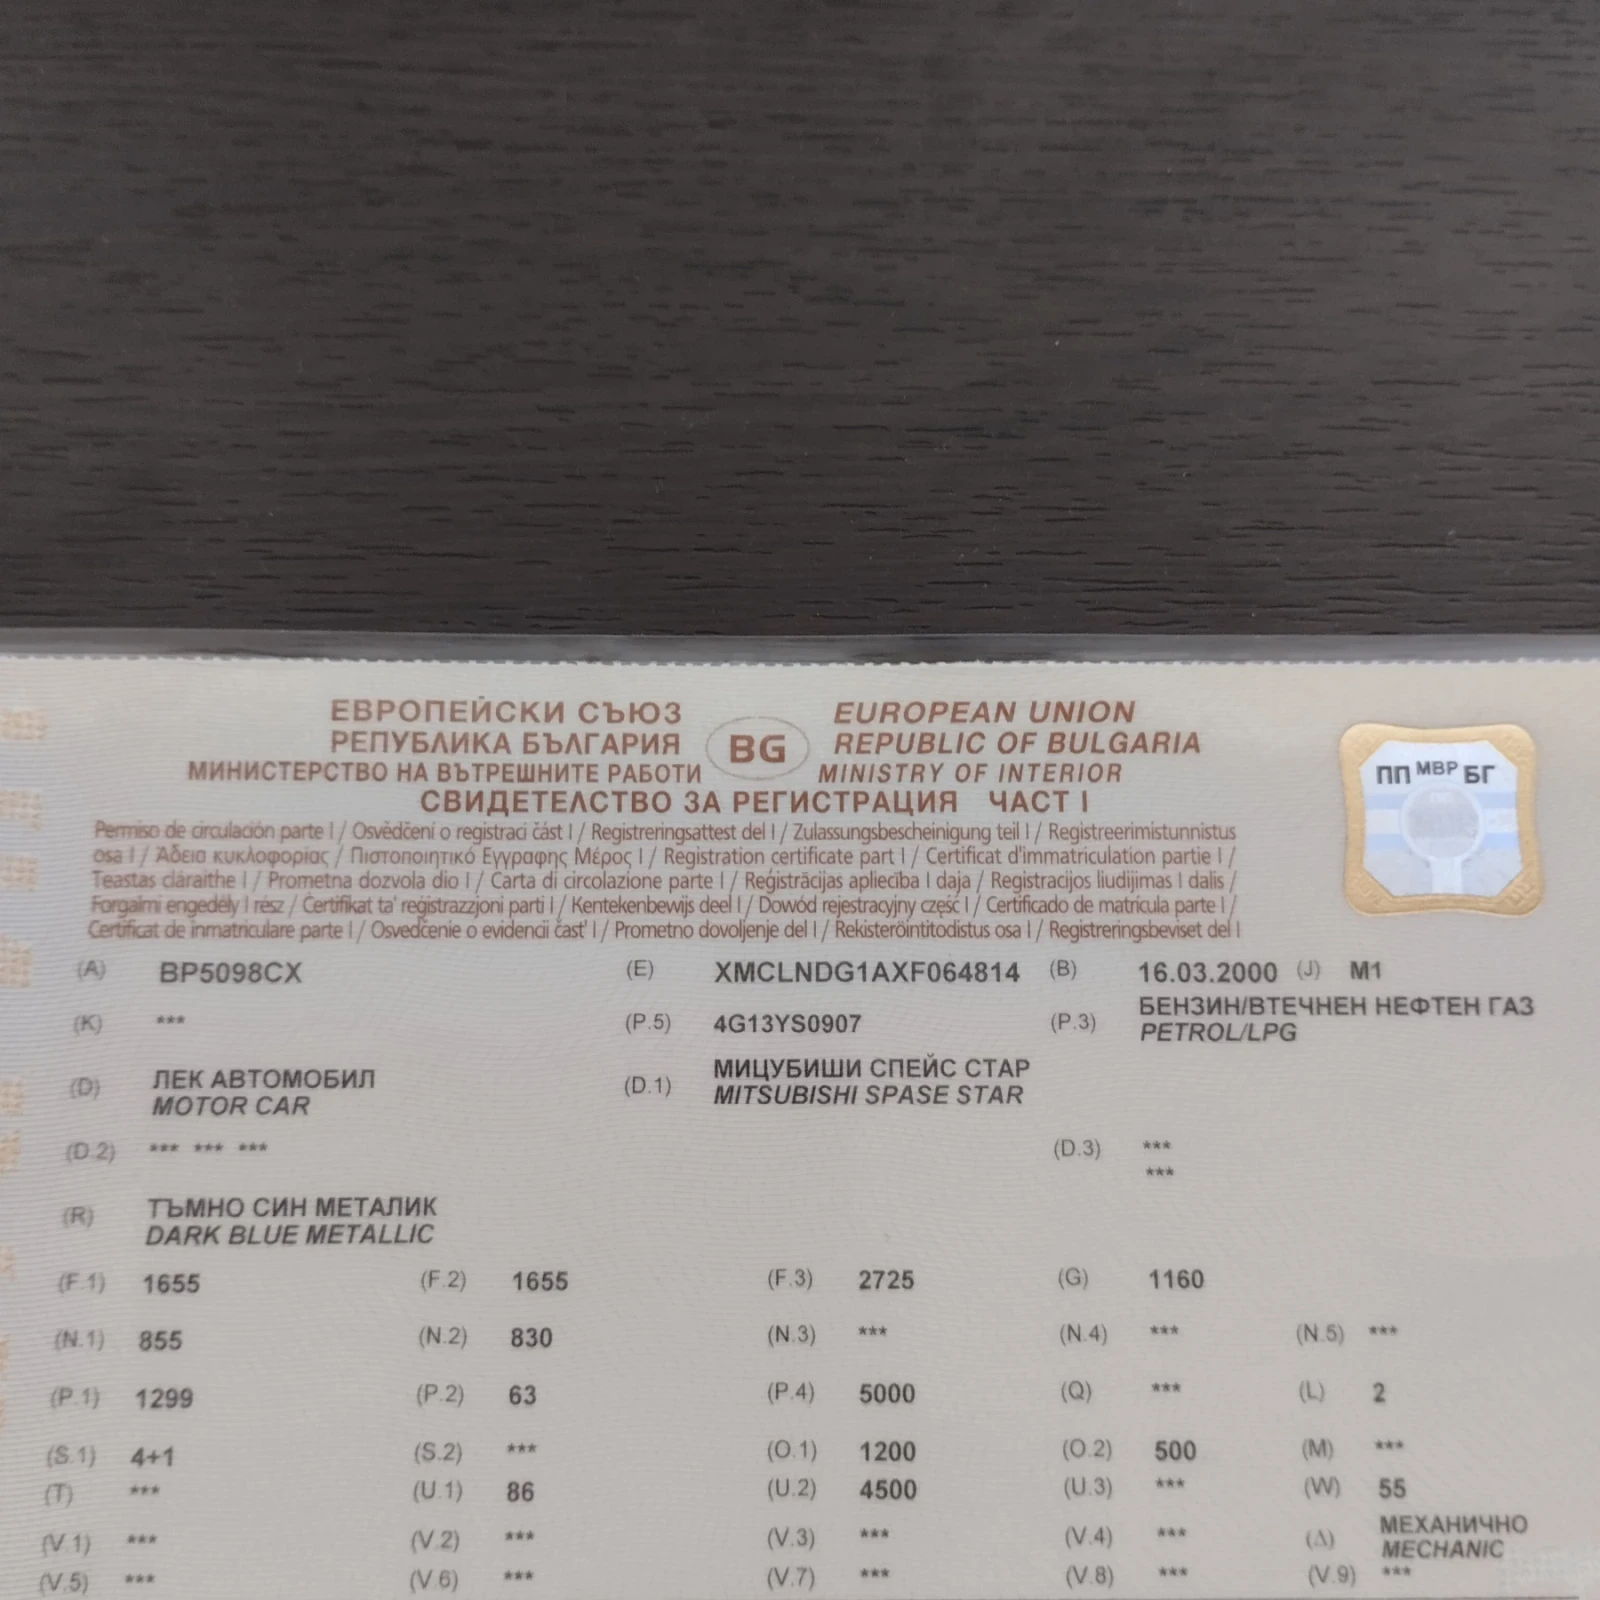 ЕВРОПЕЙСКИ СЪЮЗ EUROPEAN UNION
РЕПУБЛИКА БЪЛГАРИЯ BG REPUBLIC OF BULGARIA
МИНИСТЕРСТВО НА ВЪТРЕШНИТЕ РАБОТИ MINISTRY OF INTERIOR
СВИДЕТЕЛСТВО ЗА РЕГИСТРАЦИЯ ЧАСТ I
ПП МВР БГ
Permiso de circulación parte I / Osvědčení o registraci část I / Registreringsattest del I / Zulassungsbescheinigung teil I / Registreerimistunnistus
osa I / Άδεια κυκλοφορίας / Πιστοποιητικό Εγγραφης Μέρος I / Registration certificate part I / Certificat d'immatriculation partie I /
Teastas cláraithe I / Prometna dozvola dio I / Carta di circolazione parte I / Reģistrācijas apliecība I daja / Registracijos liudijimas I dalis /
Forgalmi engedély I rész / Ċertifikat ta' reġistrazzjoni parti I / Kentekenbewijs deel I / Dowód rejestracyjny część I / Certificado de matrícula parte I /
Certificat de inmatriculare parte I / Osvedčenie o evidencii časť I / Prometno dovoljenje del I / Rekisteröintitodistus osa I / Registreringsbeviset del I
(A) BP5098CX (E) XMCLNDG1AXF064814 (B) 16.03.2000 (J) M1
(K) *** (P.5) 4G13YS0907 (P.3) БЕНЗИН/ВТЕЧНЕН НЕФТЕН ГАЗ
PETROL/LPG
(D) ЛЕК АВТОМОБИЛ (D.1) МИЦУБИШИ СПЕЙС СТАР
MOTOR CAR MITSUBISHI SPASE STAR
(D.2) *** *** *** (D.3) ***
***
(R) ТЪМНО СИН МЕТАЛИК
DARK BLUE METALLIC
(F.1) 1655 (F.2) 1655 (F.3) 2725 (G) 1160
(N.1) 855 (N.2) 830 (N.3) *** (N.4) *** (N.5) ***
(P.1) 1299 (P.2) 63 (P.4) 5000 (Q) *** (L) 2
(S.1) 4+1 (S.2) *** (O.1) 1200 (O.2) 500 (M) ***
(T) *** (U.1) 86 (U.2) 4500 (U.3) *** (W) 55
(V.1) *** (V.2) *** (V.3) *** (V.4) *** (Δ) МЕХАНИЧНО
MECHANIC
(V.5) *** (V.6) *** (V.7) *** (V.8) *** (V.9) ***